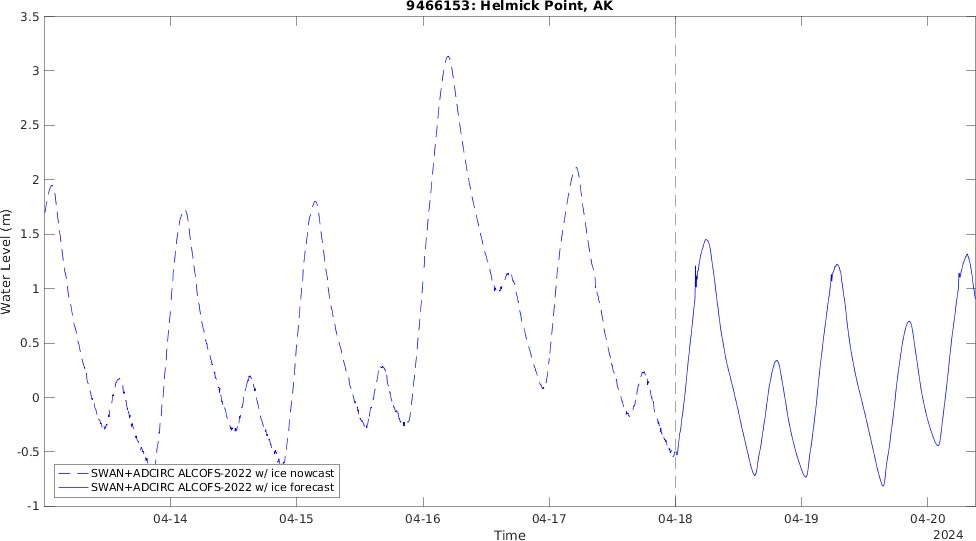 9466153: Helmick Point, AK
3.5
3
2.5
2
1.5
1
0.5
0
-0.5
-1
Water Level (m)
SWAN+ADCIRC ALCOFS-2022 w/ ice nowcast
SWAN+ADCIRC ALCOFS-2022 w/ ice forecast
04-14 04-15 04-16 04-17 04-18 04-19 04-20
Time
2024